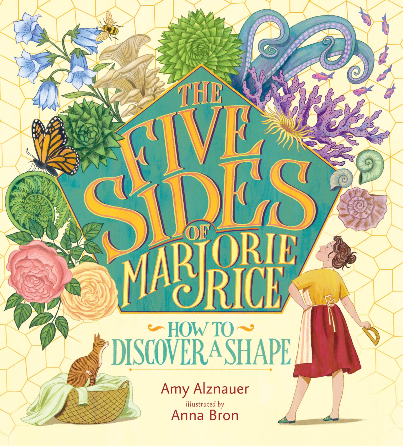 THE
FIVE
SIDES
OF
MARJORIE
RICE
HOW TO
DISCOVER A SHAPE
Amy Alznauer
illustrated by
Anna Bron